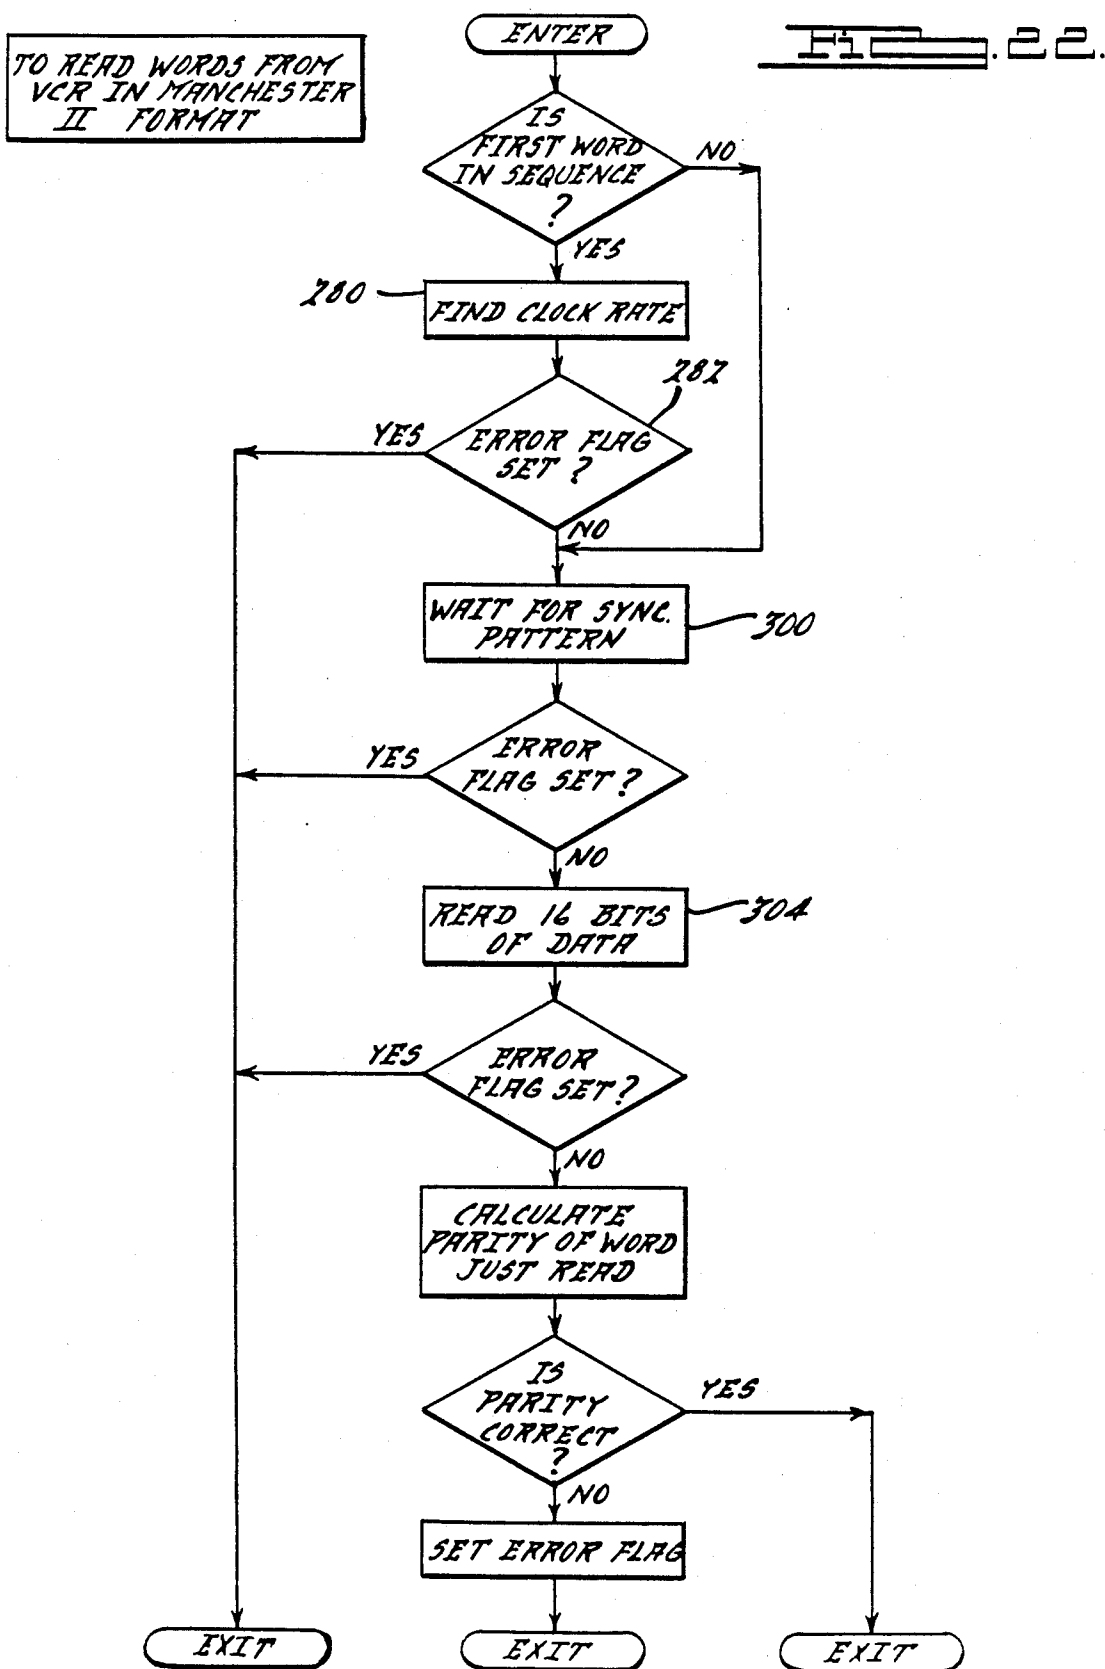 ENTER
FIG. 22.
TO READ WORDS FROM
VCR IN MANCHESTER
II FORMAT
IS
FIRST WORD
IN SEQUENCE
?
NO
YES
280
FIND CLOCK RATE
282
YES
ERROR FLAG
SET ?
NO
WAIT FOR SYNC.
PATTERN
300
YES
ERROR
FLAG SET ?
NO
READ 16 BITS
OF DATA
304
YES
ERROR
FLAG SET ?
NO
CALCULATE
PARITY OF WORD
JUST READ
IS
PARITY
CORRECT
?
YES
NO
SET ERROR FLAG
EXIT
EXIT
EXIT